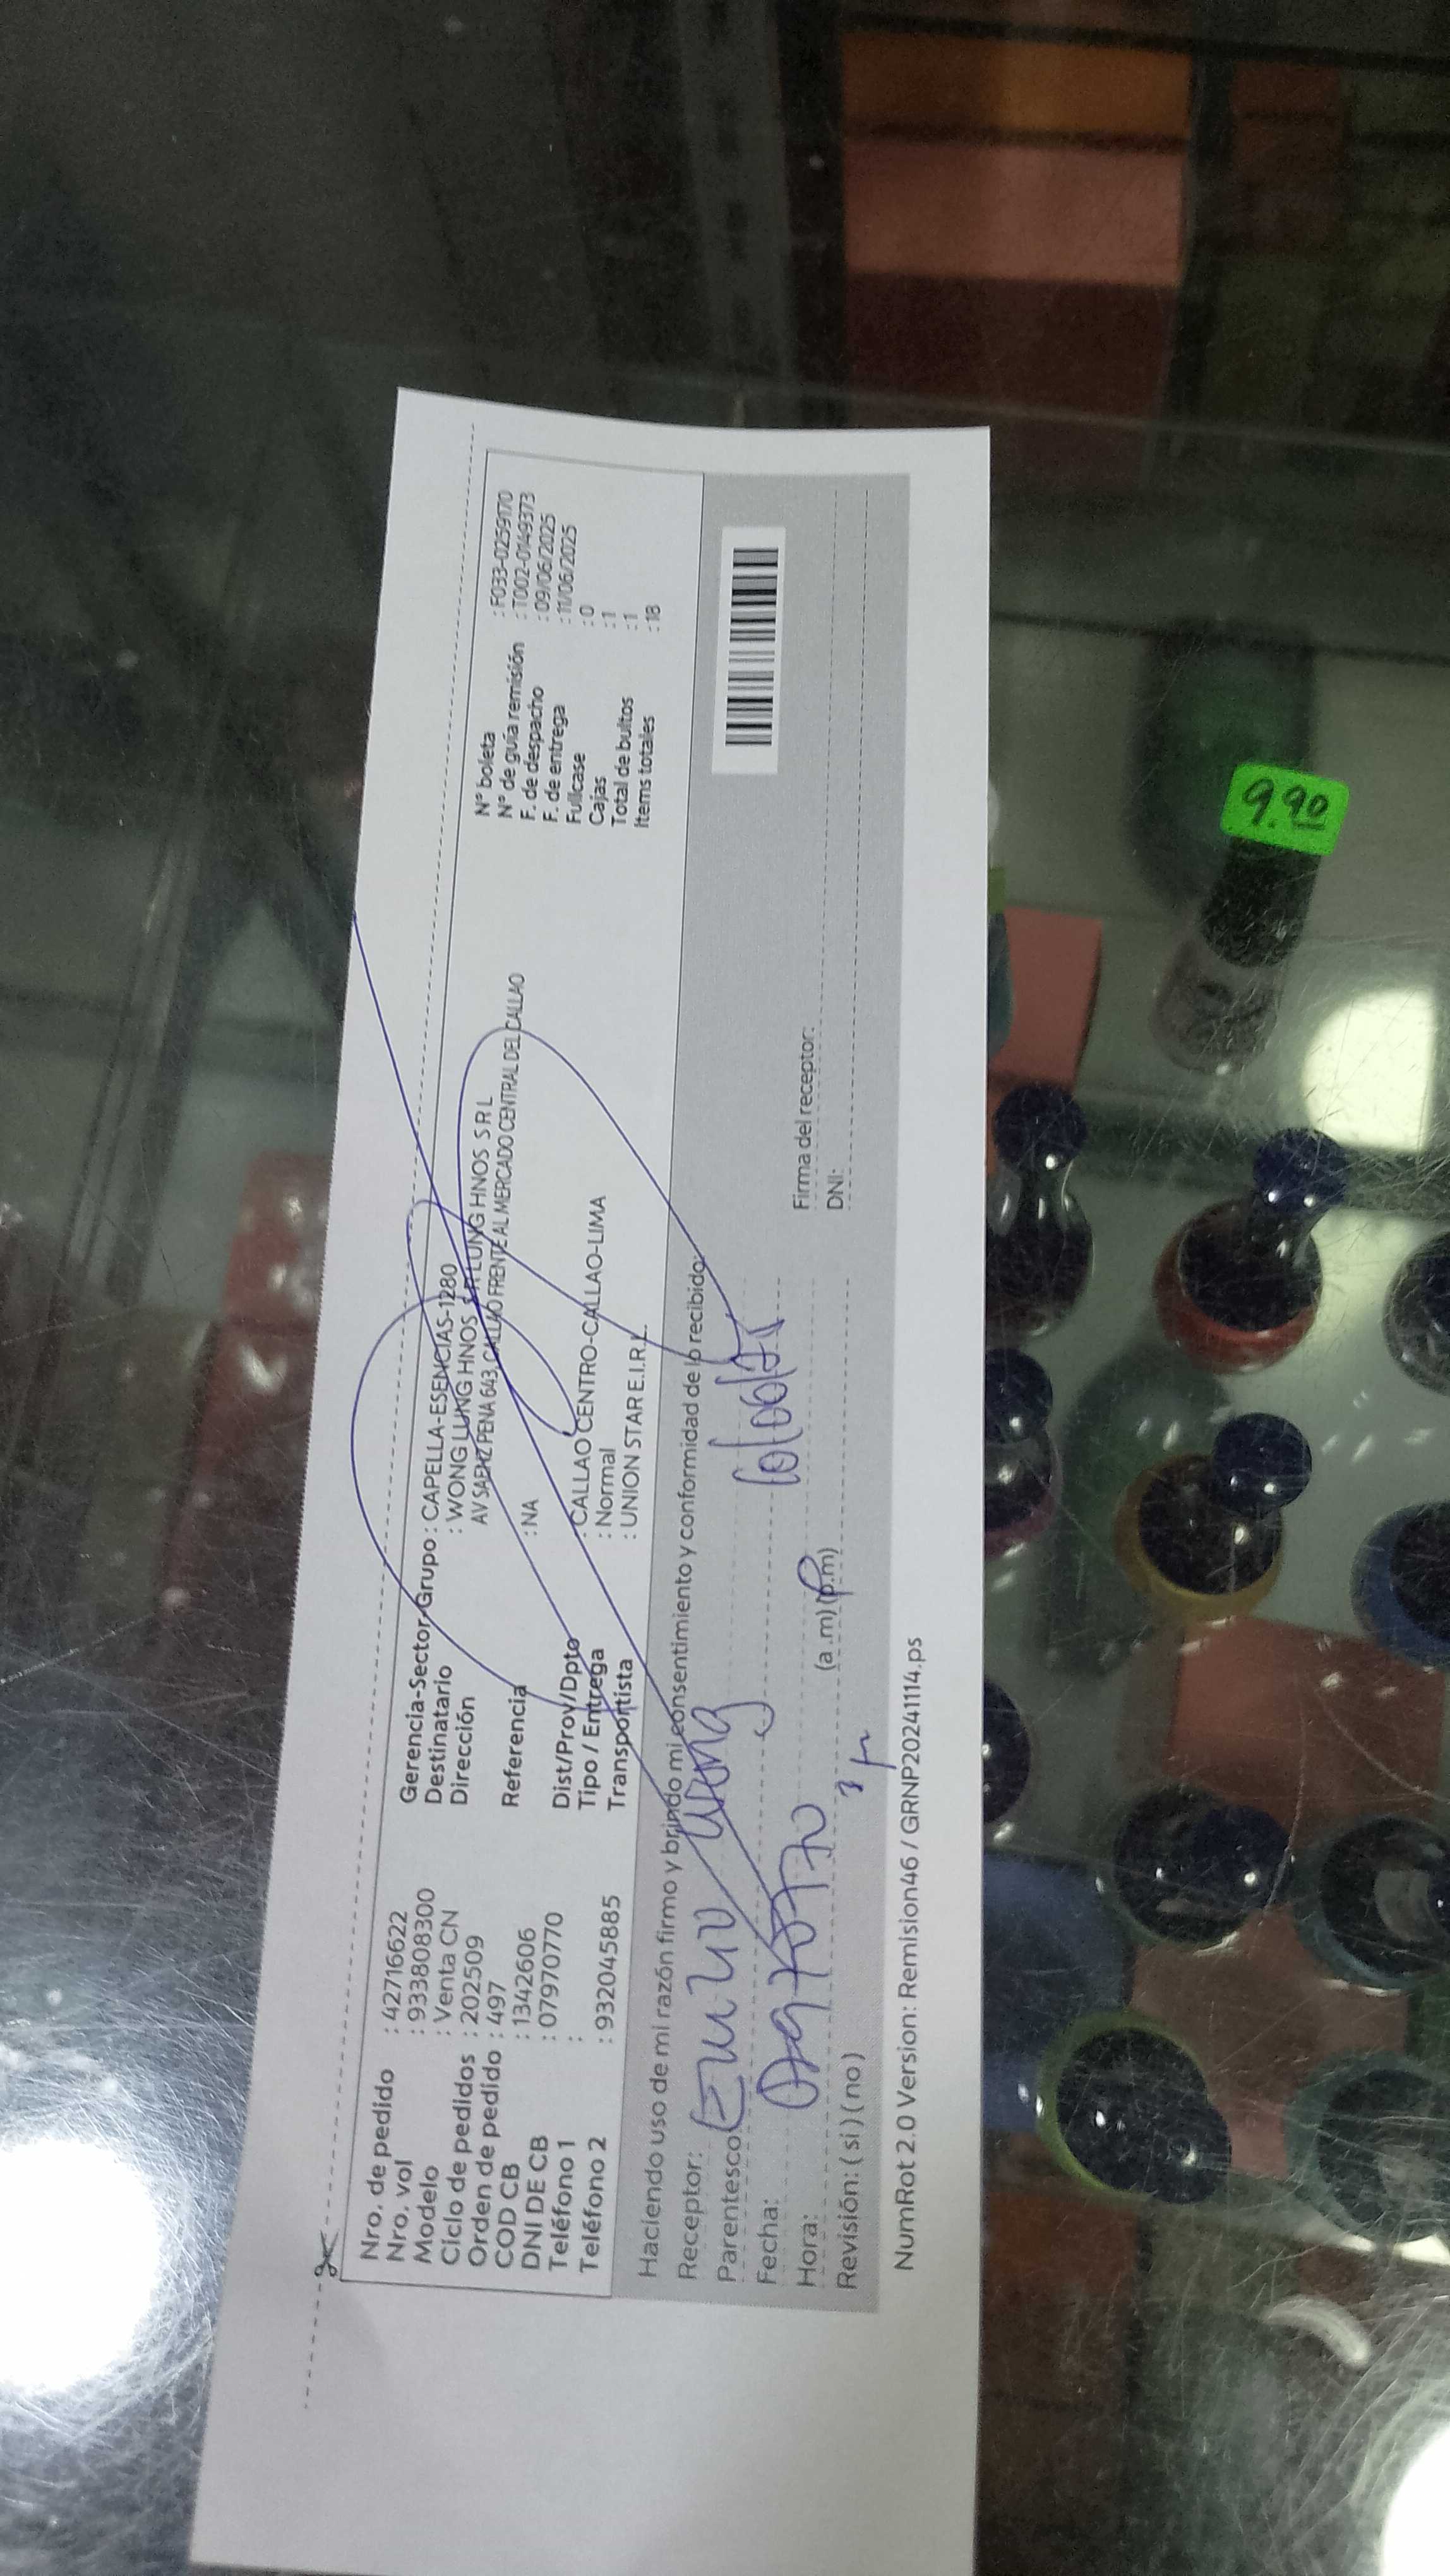 Nro. de pedido : 42716622
Nro. vol : 9338083​00
Modelo : Venta CN
Ciclo de pedidos : 202509
Orden de pedido : 497
COD CB : 1342606
DNI DE CB : 07970770
Teléfono 1 :
Teléfono 2 : 932045885
Gerencia-Sector-Grupo : CAPELLA-ESENCIAS-1280
Destinatario : WONG LUNG HNOS S R LUNG HNOS S R L
Dirección AV SAENZ PENA 643 CALLAO FRENTE AL MERCADO CENTRAL DEL CALLAO
Referencia : NA
Dist/Prov/Dpto : CALLAO CENTRO-CALLAO-LIMA
Tipo / Entrega : Normal
Transportista : UNION STAR E.I.R.L.
N° boleta : F033-0259170
N° de guía remisión : T002-0149373
F. de despacho : 09/06/2025
F. de entrega : 11/06/2025
Fullcase : 0
Cajas : 1
Total de bultos : 1
Items totales : 18
Haciendo uso de mi razón firmo y brindo mi consentimiento y conformidad de lo recibido:
Receptor: Wong
Parentesco:
Fecha:
Hora: (a.m) (p.m)
Revisión: ( si ) ( no )
Firma del receptor:
DNI:
NumRot 2.0 Version: Remision46 / GRNP20241114.ps
9.90